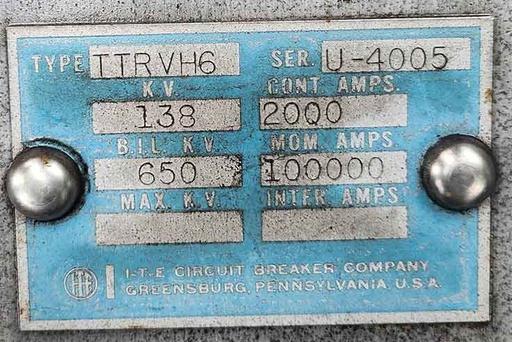 TYPE TTRVH6 SER. U-4005
K.V. CONT. AMPS.
138 2000
B.I.L. K.V. MOM. AMPS
650 100000
MAX. K.V. INTER. AMPS
ITE I-T-E CIRCUIT BREAKER COMPANY
GREENSBURG, PENNSYLVANIA U.S.A.